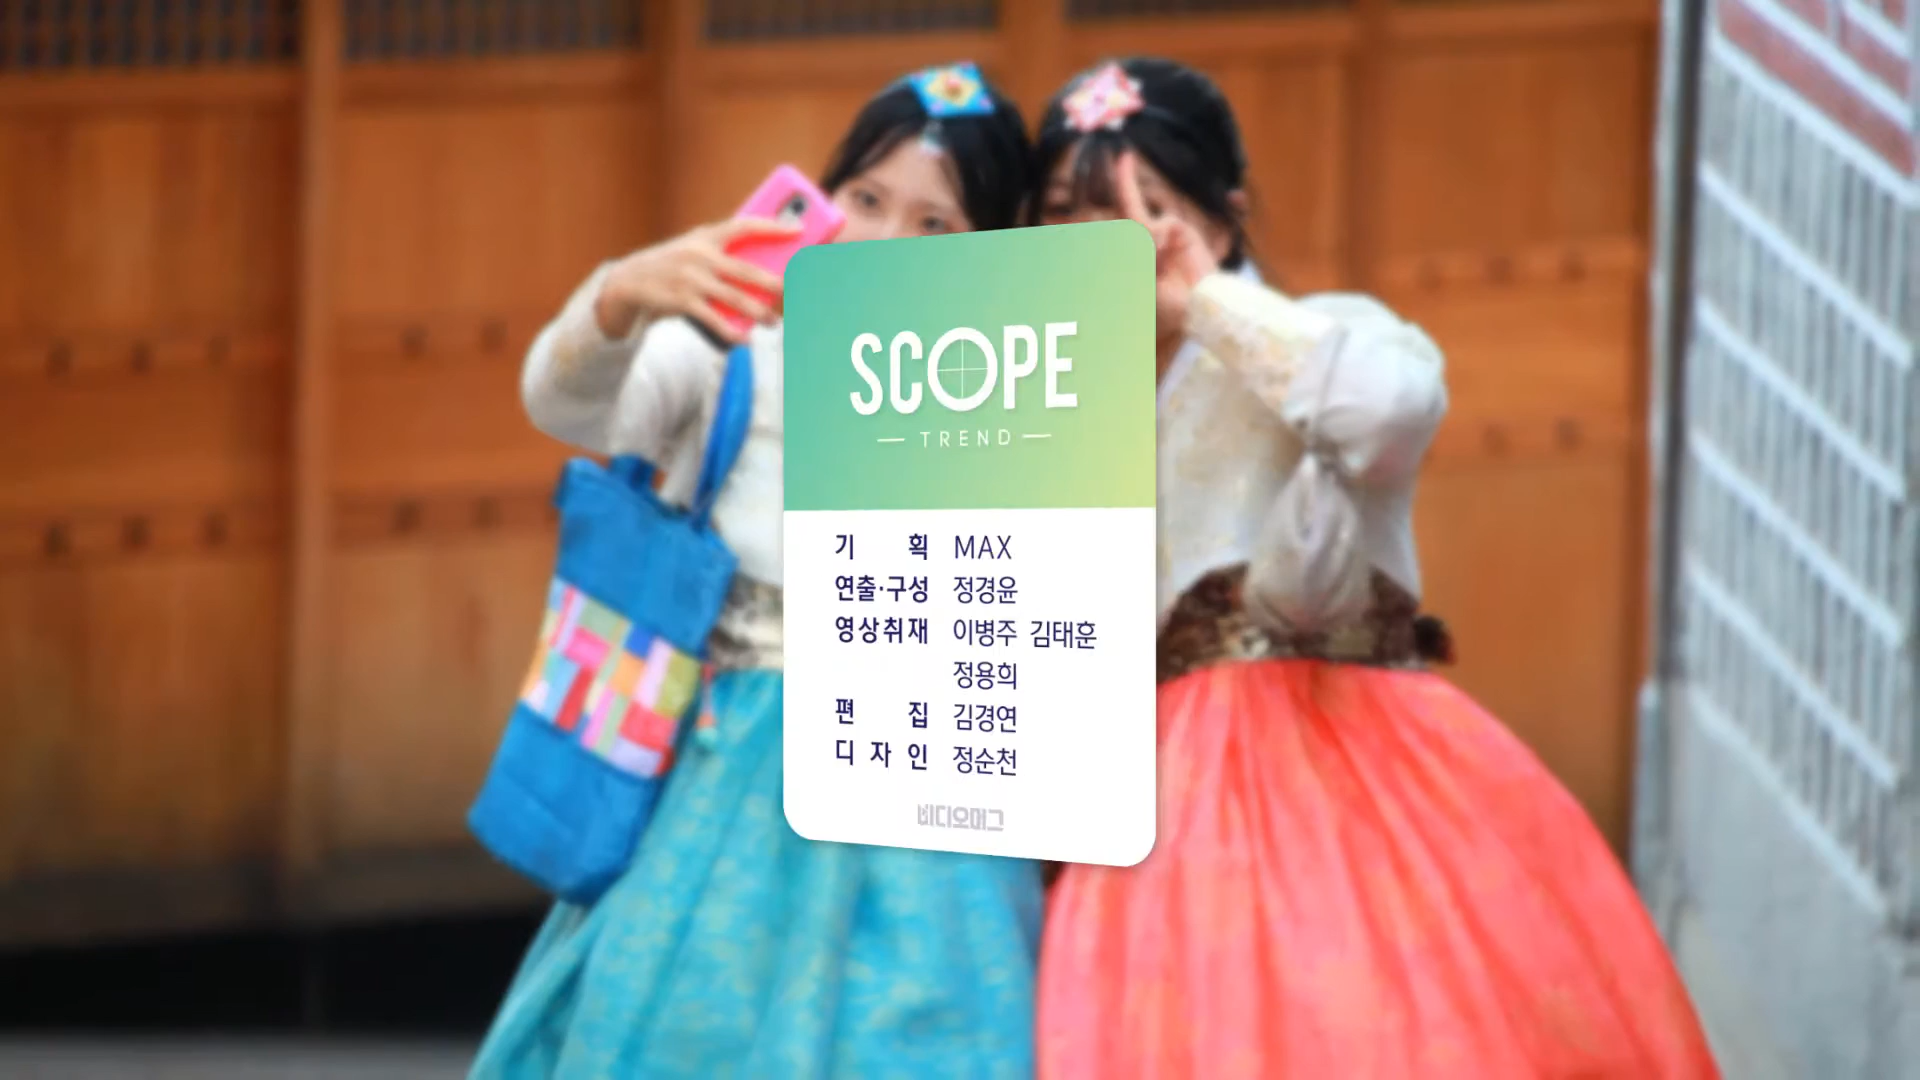 SCOPE
TREND
기획 MAX
연출·구성 정경윤
영상취재 이병주 김태훈
정용희
편집 김경연
디자인 정순천
비디오머그